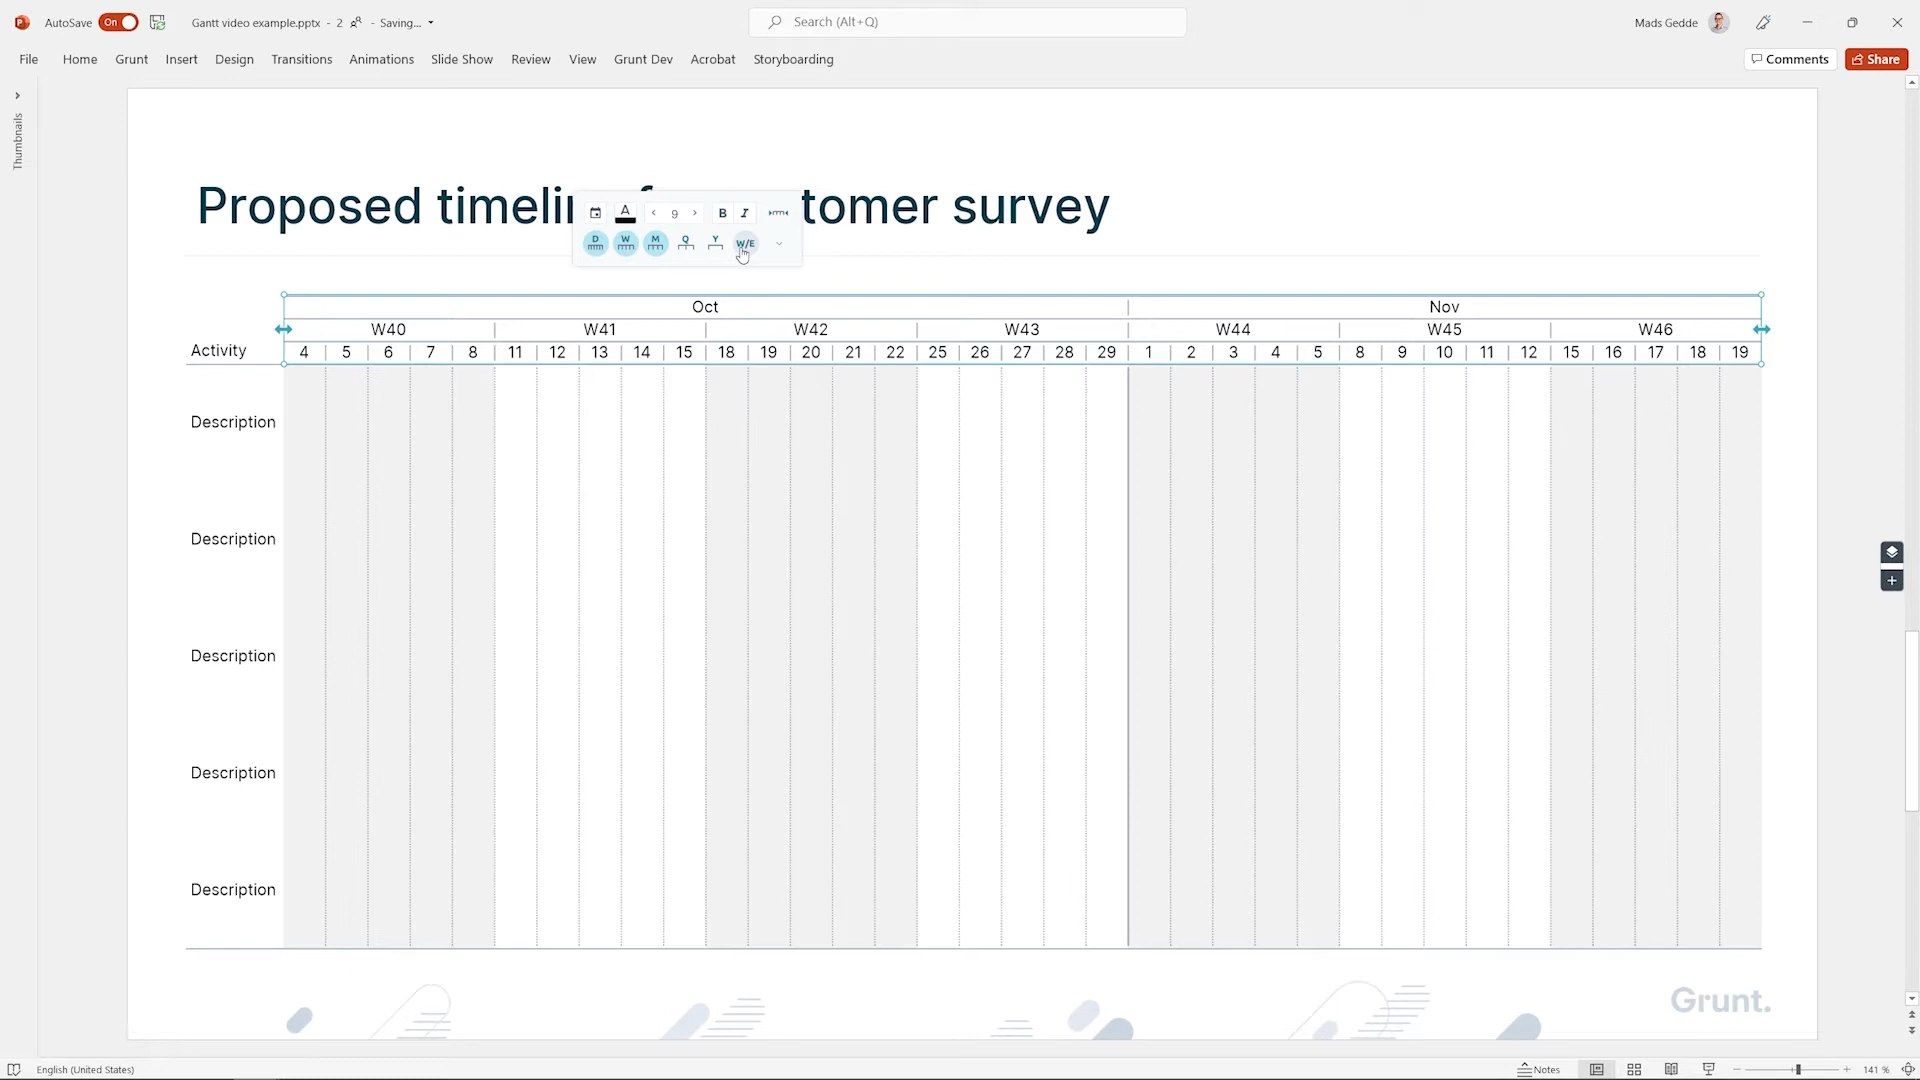 AutoSave On Gantt video example.pptx - 2 - Saving... Search (Alt+Q) Mads Gedde
File Home Grunt Insert Design Transitions Animations Slide Show Review View Grunt Dev Acrobat Storyboarding Comments Share
Thumbnails
Proposed timelin tomer survey
A 9 B I
D W M Q Y W/E
Oct Nov
W40 W41 W42 W43 W44 W45 W46
Activity 4 5 6 7 8 11 12 13 14 15 18 19 20 21 22 25 26 27 28 29 1 2 3 4 5 8 9 10 11 12 15 16 17 18 19
Description
Description
Description
Description
Description
Grunt.
English (United States) Notes 141 %